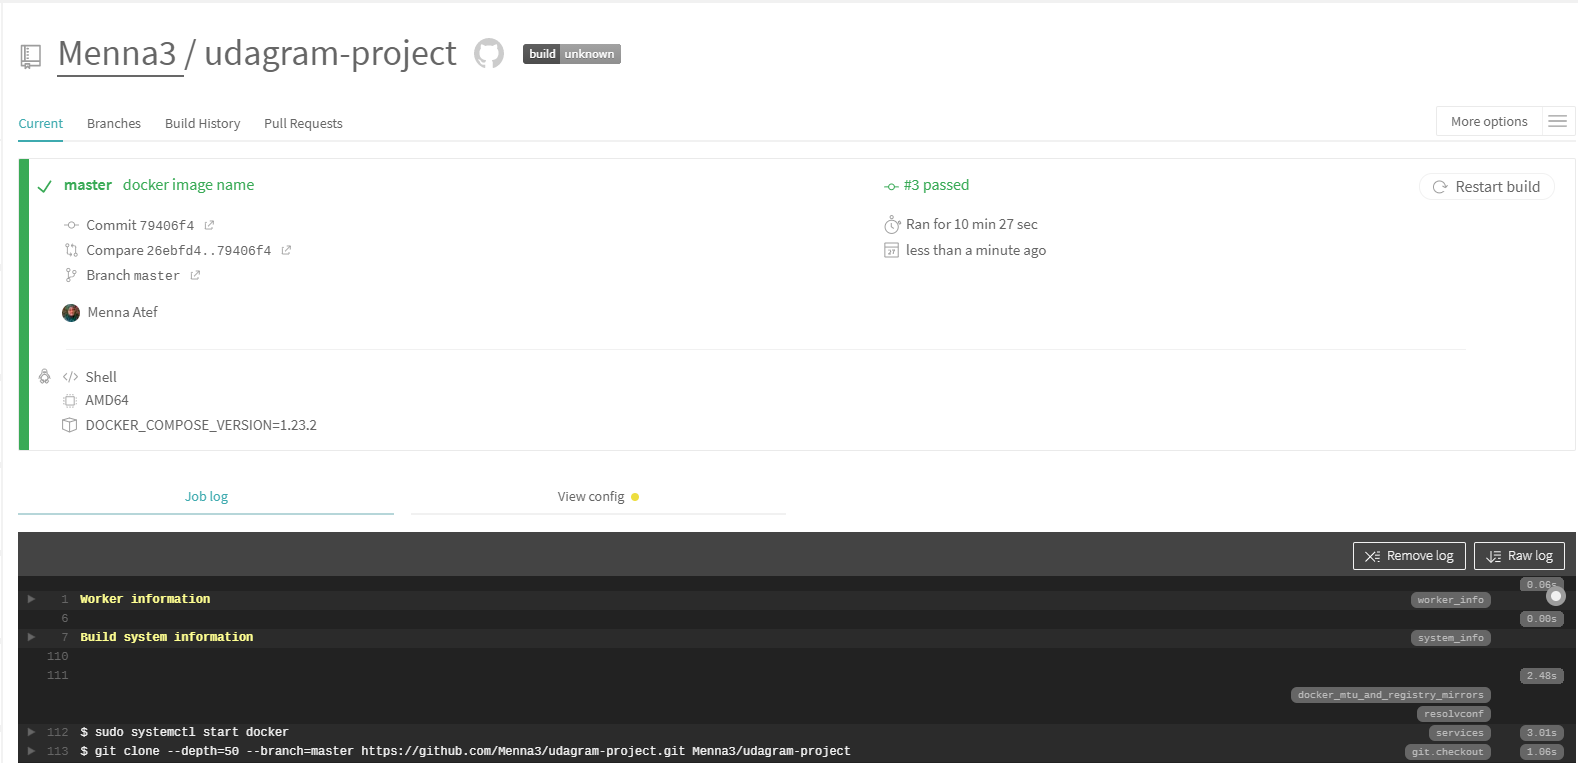 Menna3 / udagram-project build unknown
Current Branches Build History Pull Requests More options
master docker image name #3 passed Restart build
Commit 79406f4 Ran for 10 min 27 sec
Compare 26ebfd4..79406f4 27 less than a minute ago
Branch master
Menna Atef
</> Shell
AMD64
DOCKER_COMPOSE_VERSION=1.23.2
Job log View config
Remove log Raw log
0.06s
1 Worker information worker_info
6 0.00s
7 Build system information system_info
110
111 2.48s
docker_mtu_and_registry_mirrors
resolvconf
112 $ sudo systemctl start docker services 3.01s
113 $ git clone --depth=50 --branch=master https://github.com/Menna3/udagram-project.git Menna3/udagram-project git.checkout 1.06s